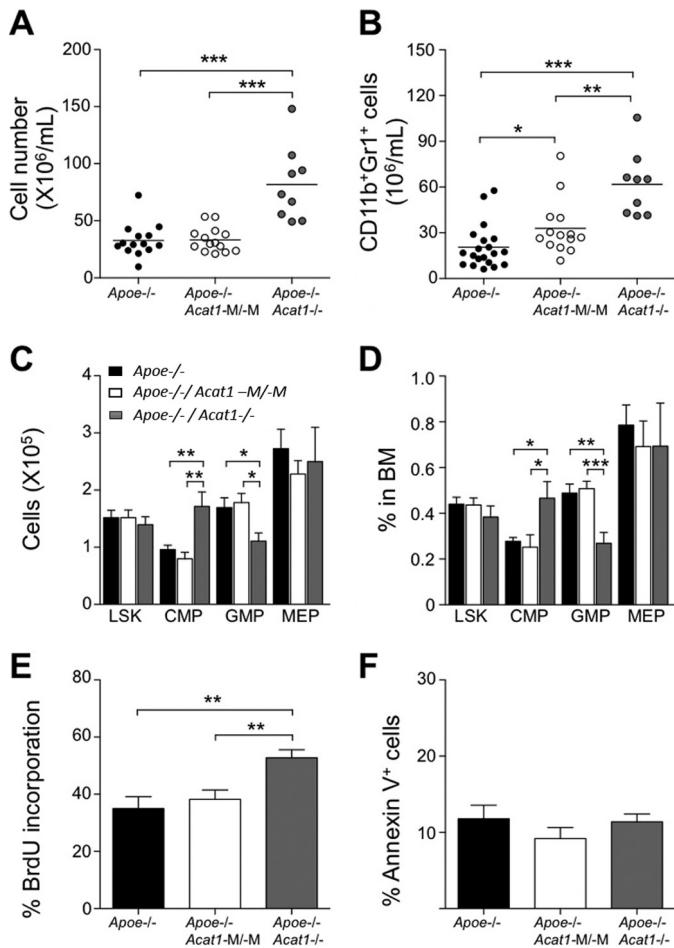 A
Cell number
(X10⁶/mL)
200
150
100
50
0
***
***
Apoe-/-
Apoe-/-
Acat1-M/-M
Apoe-/-
Acat1-/-
B
CD11b⁺Gr1⁺ cells
(10⁶/mL)
150
120
90
60
30
0
***
**
*
Apoe-/-
Apoe-/-
Acat1-M/-M
Apoe-/-
Acat1-/-
C
Cells (X10⁵)
4
3
2
1
0
Apoe-/-
Apoe-/-/ Acat1 –M/-M
Apoe-/- / Acat1-/-
**
**
*
*
LSK
CMP
GMP
MEP
D
% in BM
1.0
0.8
0.6
0.4
0.2
0
*
*
**
***
LSK
CMP
GMP
MEP
E
% BrdU incorporation
80
60
40
20
0
**
**
Apoe-/-
Apoe-/-
Acat1-M/-M
Apoe-/-
Acat1-/-
F
% Annexin V⁺ cells
30
20
10
Apoe-/-
Apoe-/-
Acat1-M/-M
Apoe-/-
Acat1-/-